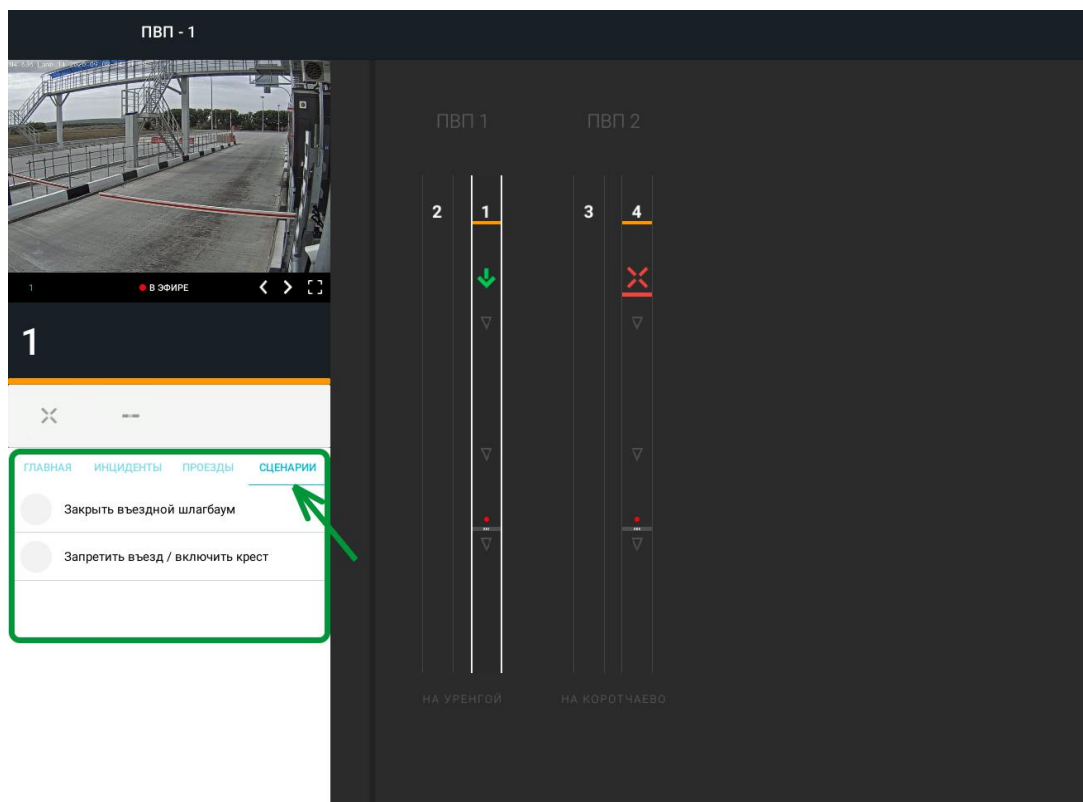 ПВП - 1
ПВП 1
ПВП 2
2
1
3
4
1
В ЭФИРЕ
1
ГЛАВНАЯ
ИНЦИДЕНТЫ
ПРОЕЗДЫ
СЦЕНАРИИ
Закрыть въездной шлагбаум
Запретить въезд / включить крест
НА УРЕНГОЙ
НА КОРОТЧАЕВО